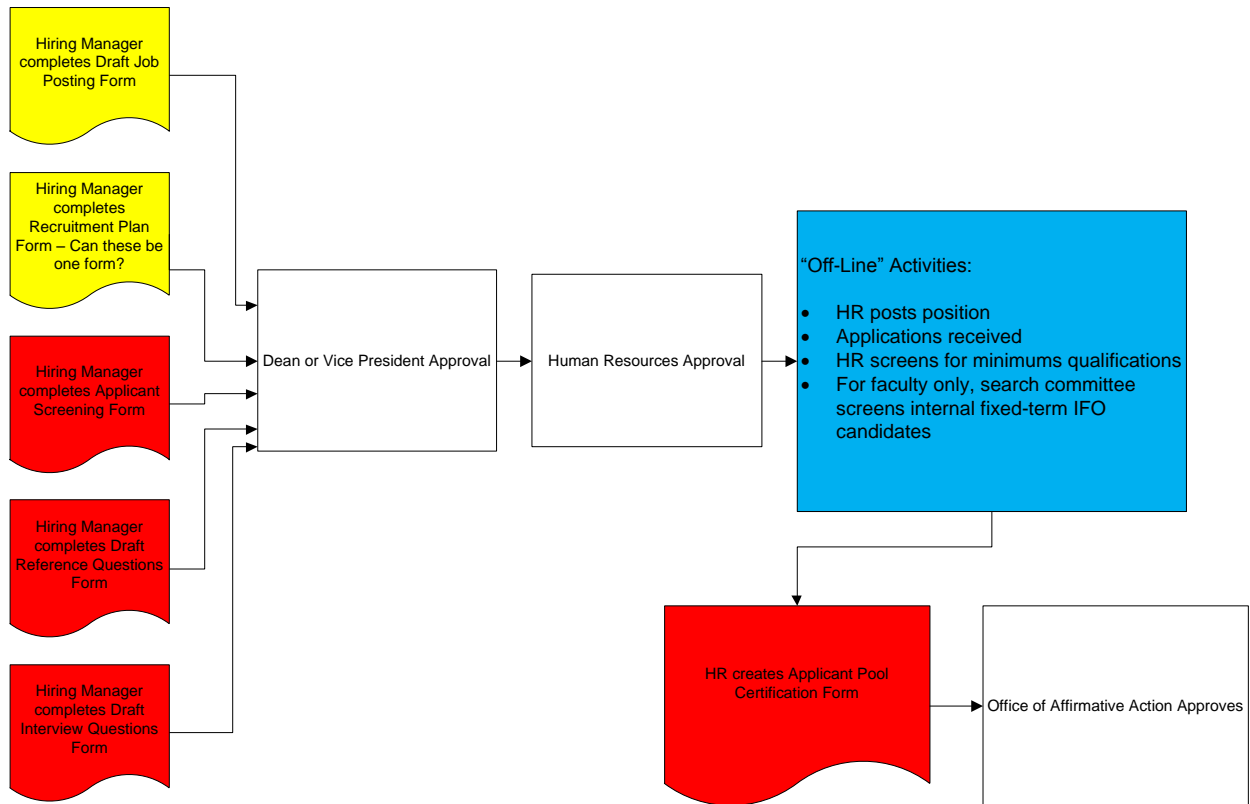 Hiring Manager
completes Draft Job
Posting Form
Hiring Manager
completes
Recruitment Plan
Form – Can these be
one form?
Hiring Manager
completes Applicant
Screening Form
Hiring Manager
completes Draft
Reference Questions
Form
Hiring Manager
completes Draft
Interview Questions
Form
Dean or Vice President Approval
Human Resources Approval
“Off-Line” Activities:
• HR posts position
• Applications received
• HR screens for minimums qualifications
• For faculty only, search committee
screens internal fixed-term IFO
candidates
HR creates Applicant Pool
Certification Form
Office of Affirmative Action Approves